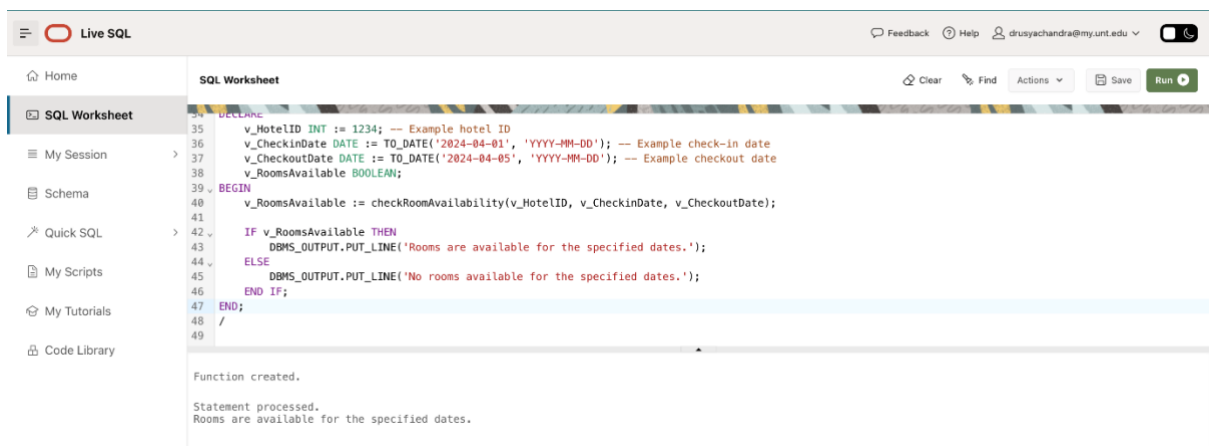 Live SQL
Feedback Help drusyachandra@my.unt.edu
Home
SQL Worksheet
My Session
Schema
Quick SQL
My Scripts
My Tutorials
Code Library
SQL Worksheet
Clear Find Actions Save Run
34 DECLARE
35 v_HotelID INT := 1234; -- Example hotel ID
36 v_CheckinDate DATE := TO_DATE('2024-04-01', 'YYYY-MM-DD'); -- Example check-in date
37 v_CheckoutDate DATE := TO_DATE('2024-04-05', 'YYYY-MM-DD'); -- Example checkout date
38 v_RoomsAvailable BOOLEAN;
39 BEGIN
40 v_RoomsAvailable := checkRoomAvailability(v_HotelID, v_CheckinDate, v_CheckoutDate);
41
42 IF v_RoomsAvailable THEN
43 DBMS_OUTPUT.PUT_LINE('Rooms are available for the specified dates.');
44 ELSE
45 DBMS_OUTPUT.PUT_LINE('No rooms available for the specified dates.');
46 END IF;
47 END;
48 /
49
Function created.
Statement processed.
Rooms are available for the specified dates.